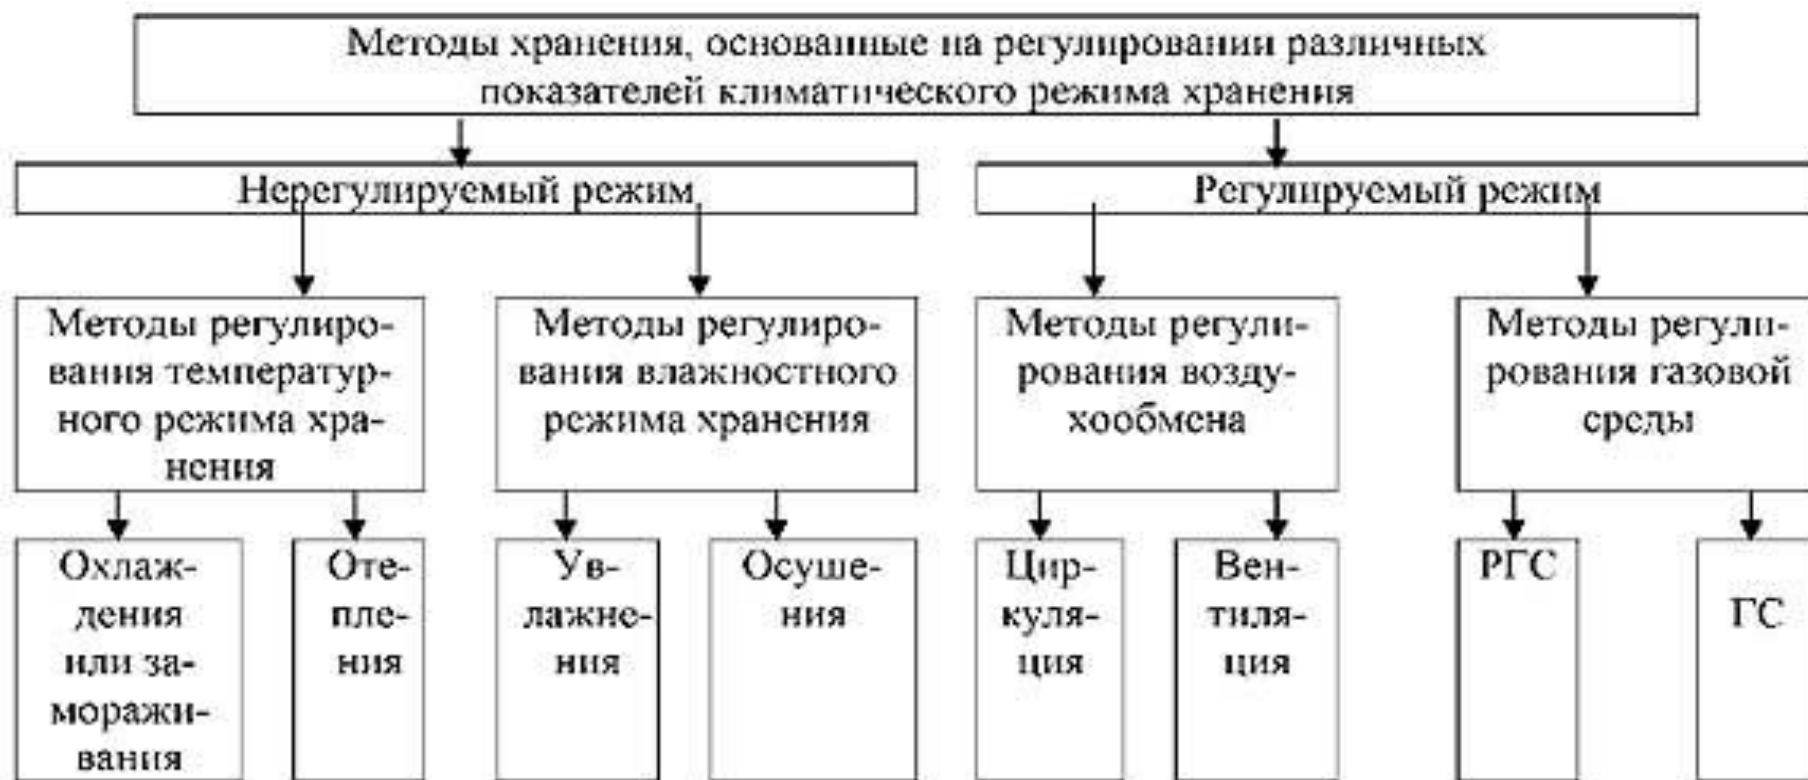 Методы хранения, основанные на регулировании различных
показателей климатического режима хранения
Нерегулируемый режим
Регулируемый режим
Методы регулиро-
вания температур-
ного режима хра-
нения
Методы регулиро-
вания влажностного
режима хранения
Методы регули-
рования возду-
хообмена
Методы регули-
рования газовой
среды
Охлаж-
дения
или за-
моражи-
вания
Оте-
пле-
ния
Ув-
лажне-
ния
Осуше-
ния
Цир-
куля-
ция
Вен-
тиля-
ция
РГС
ГС